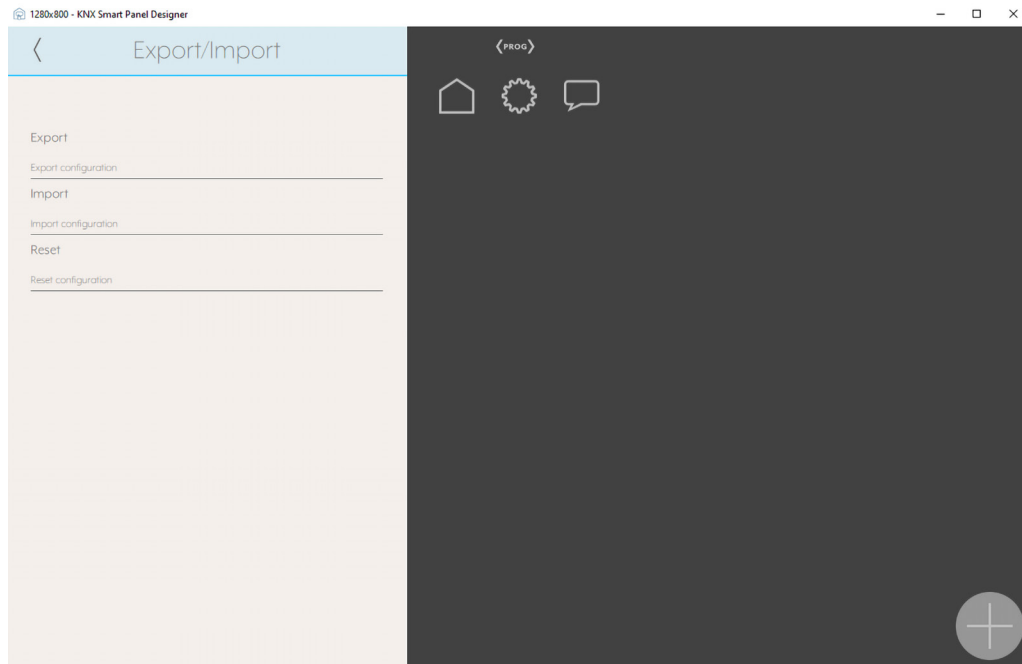 1280x800 - KNX Smart Panel Designer
Export/Import
PROG
Export
Export configuration
Import
Import configuration
Reset
Reset configuration